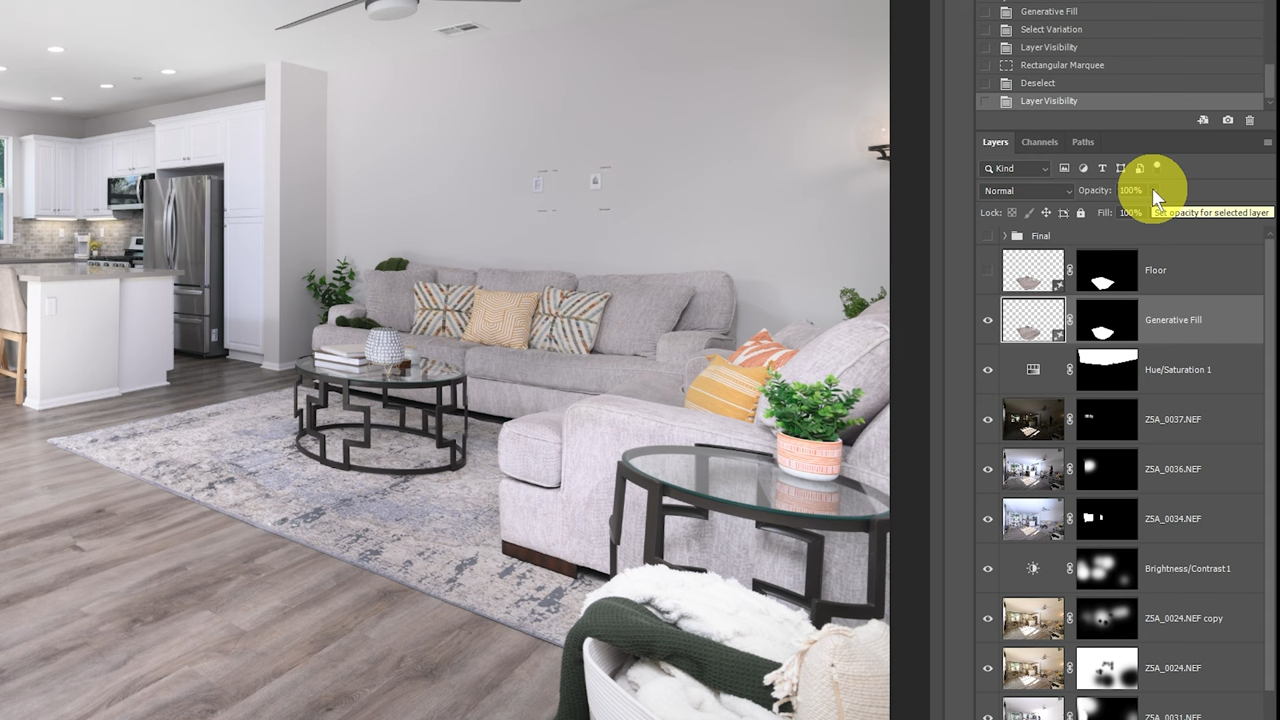 Generative Fill
Select Variation
Layer Visibility
Rectangular Marquee
Deselect
Layer Visibility
Layers Channels Paths
Kind
Normal Opacity: 100%
Lock: Fill: 100% Set opacity for selected layer
Final
Floor
Generative Fill
Hue/Saturation 1
Z5A_0037.NEF
Z5A_0036.NEF
Z5A_0034.NEF
Brightness/Contrast 1
Z5A_0024.NEF copy
Z5A_0024.NEF
Z5A_0031.NEF